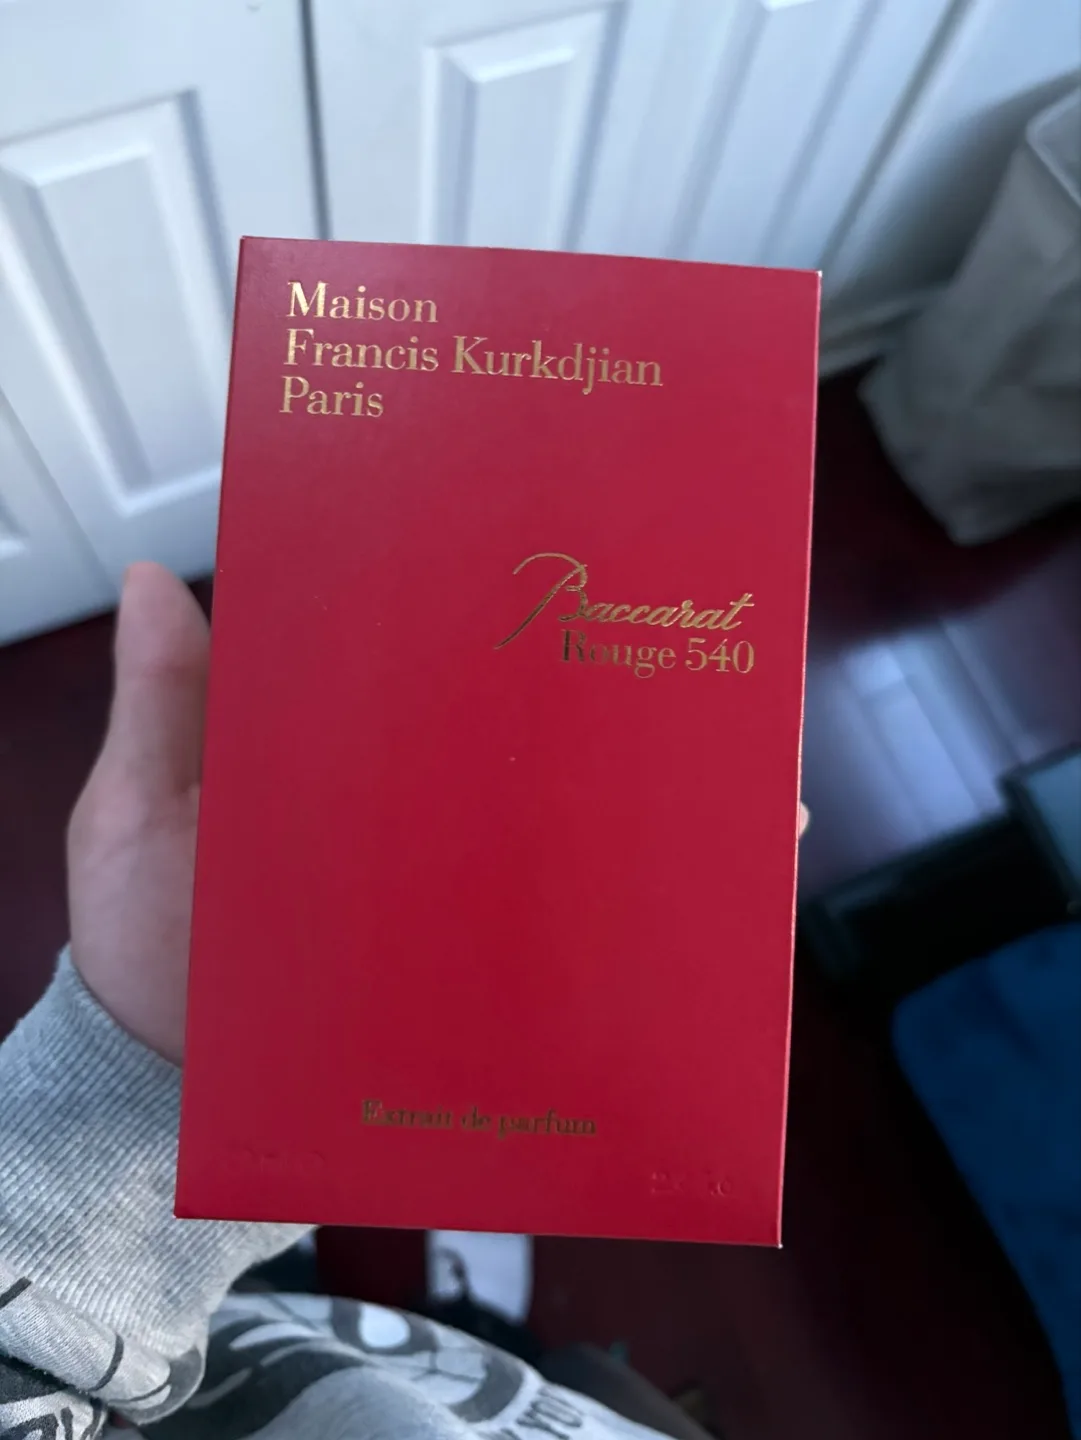 Maison
Francis Kurkdjian
Paris
Baccarat
Rouge 540
Extrait de parfum